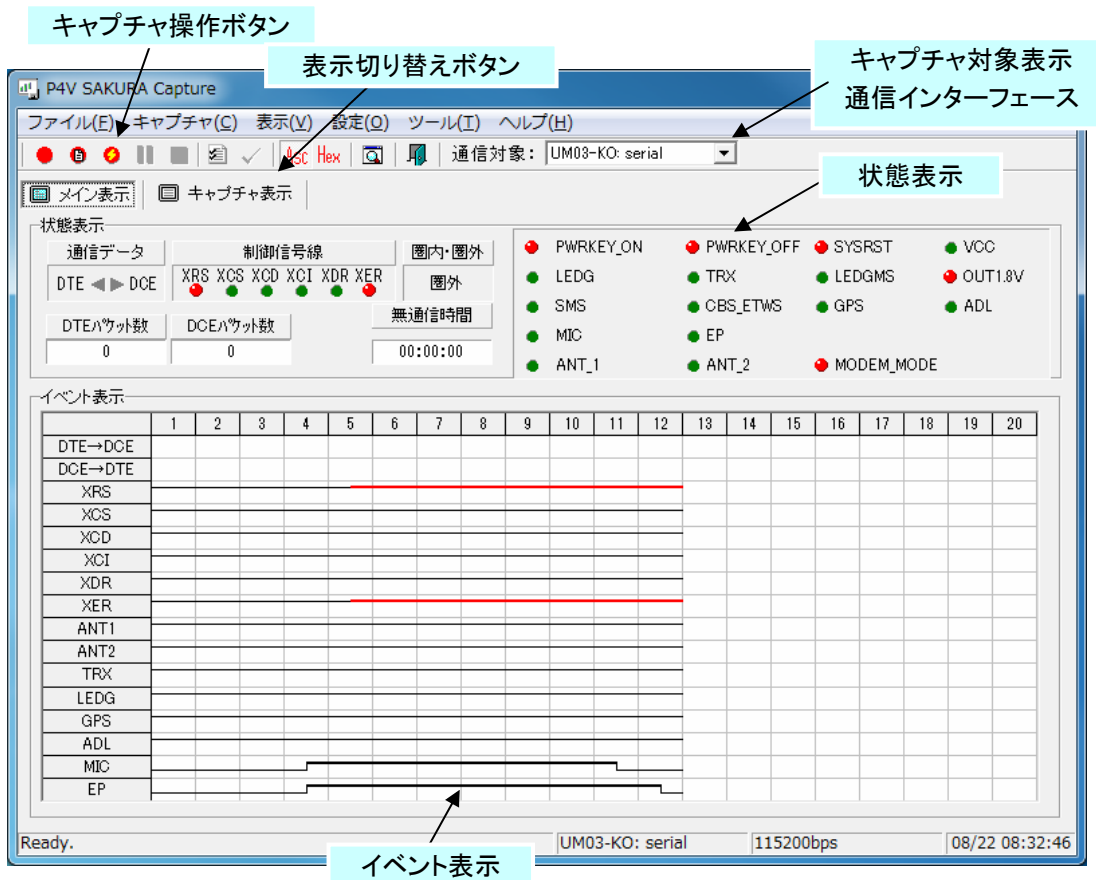 キャプチャ操作ボタン
表示切り替えボタン
キャプチャ対象表示
通信インターフェース
P4V SAKURA Capture
ファイル(F) キャプチャ(C) 表示(V) 設定(O) ツール(T) ヘルプ(H)
Asc Hex 通信対象: UM03-KO: serial
メイン表示 キャプチャ表示
状態表示
状態表示
通信データ 制御信号線 圏内・圏外
DTE DCE XRS XCS XCD XCI XDR XER 圏外
DTEパケット数 DCEパケット数 無通信時間
0 0 00:00:00
PWRKEY_ON PWRKEY_OFF SYSRST VCC
LEDG TRX LEDGMS OUT1.8V
SMS CBS_ETWS GPS ADL
MIC EP
ANT_1 ANT_2 MODEM_MODE
イベント表示
1 2 3 4 5 6 7 8 9 10 11 12 13 14 15 16 17 18 19 20
DTE→DCE
DCE→DTE
XRS
XCS
XCD
XCI
XDR
XER
ANT1
ANT2
TRX
LEDG
GPS
ADL
MIC
EP
Ready. UM03-KO: serial 115200bps 08/22 08:32:46
イベント表示